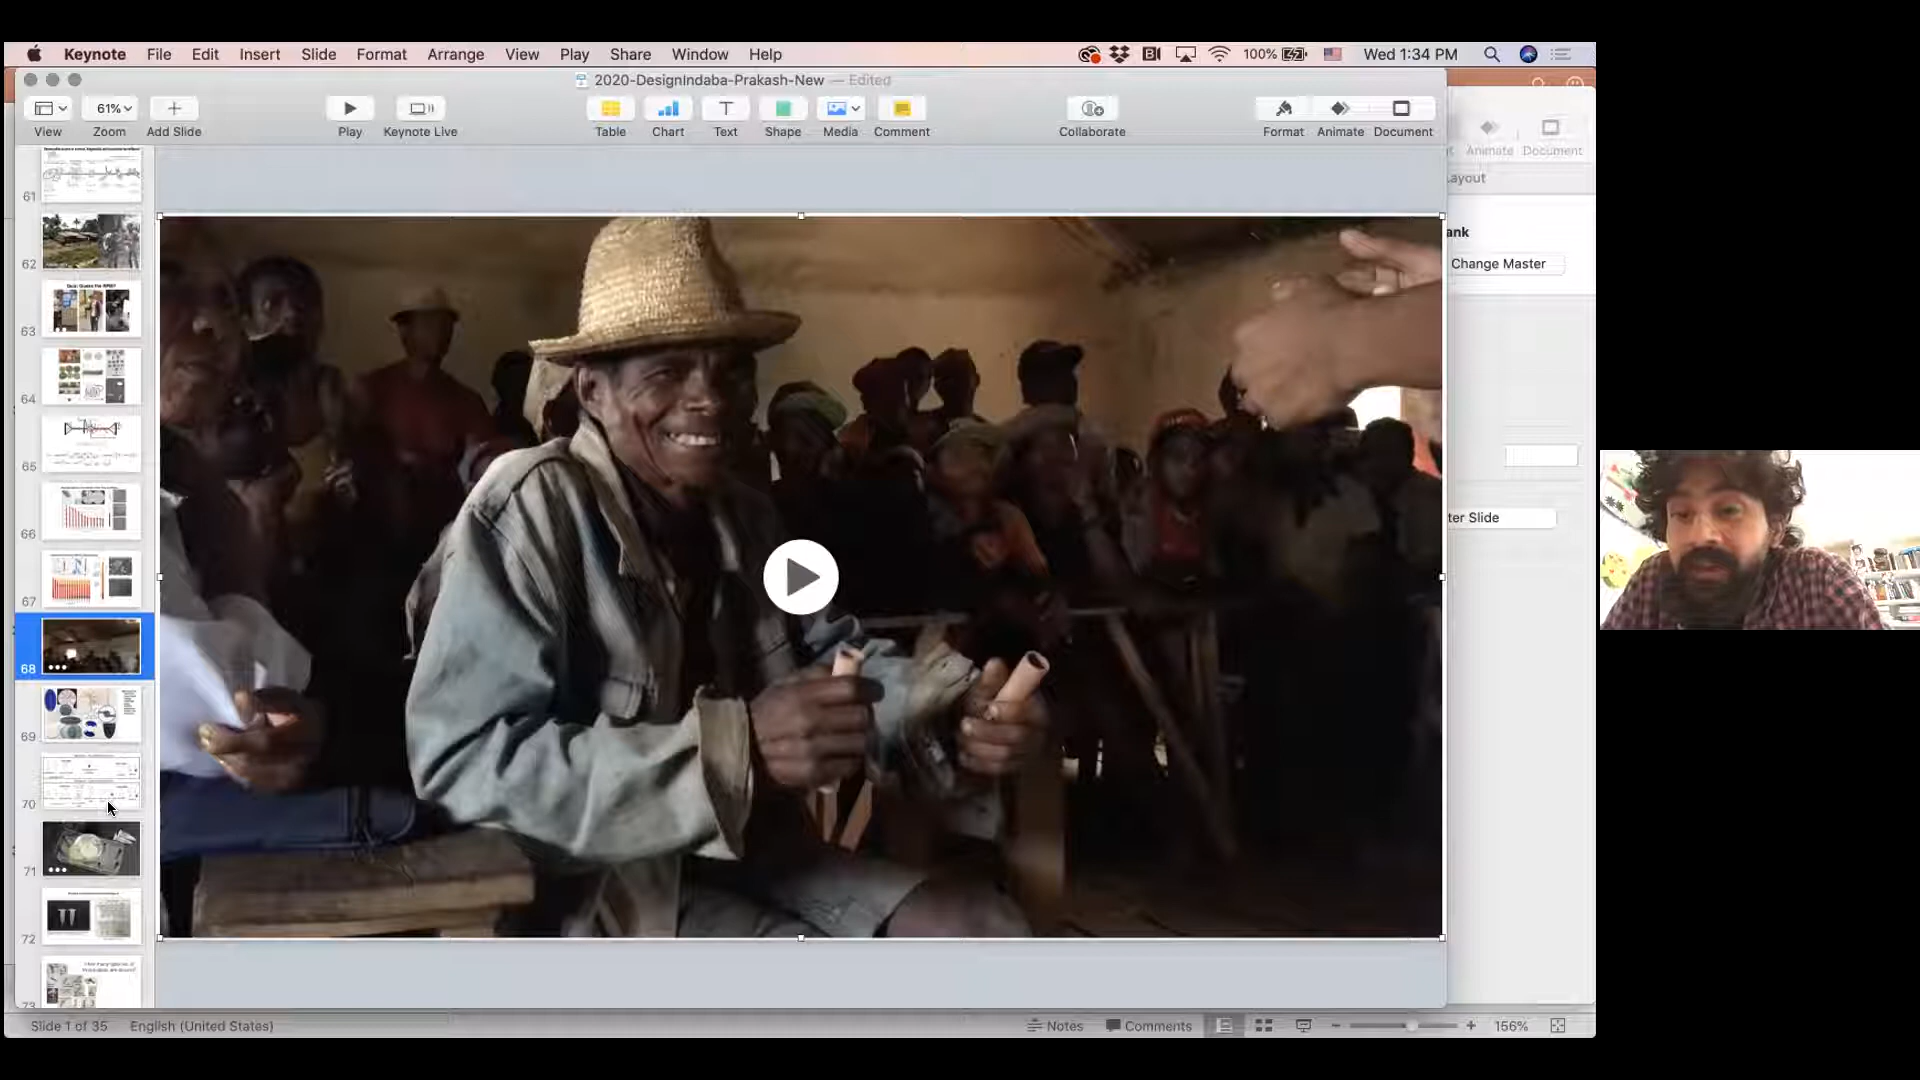 Keynote File Edit Insert Slide Format Arrange View Play Share Window Help 100% Wed 1:34 PM
2020-DesignIndaba-Prakash-New — Edited
61%
View Zoom Add Slide Play Keynote Live Table Chart Text Shape Media Comment Collaborate Format Animate Document
Animate Document
ayout
ank
Change Master
ter Slide
61
62
63
64
65
66
67
68
69
70
71
72
73
Slide 1 of 35 English (United States) Notes Comments 156%